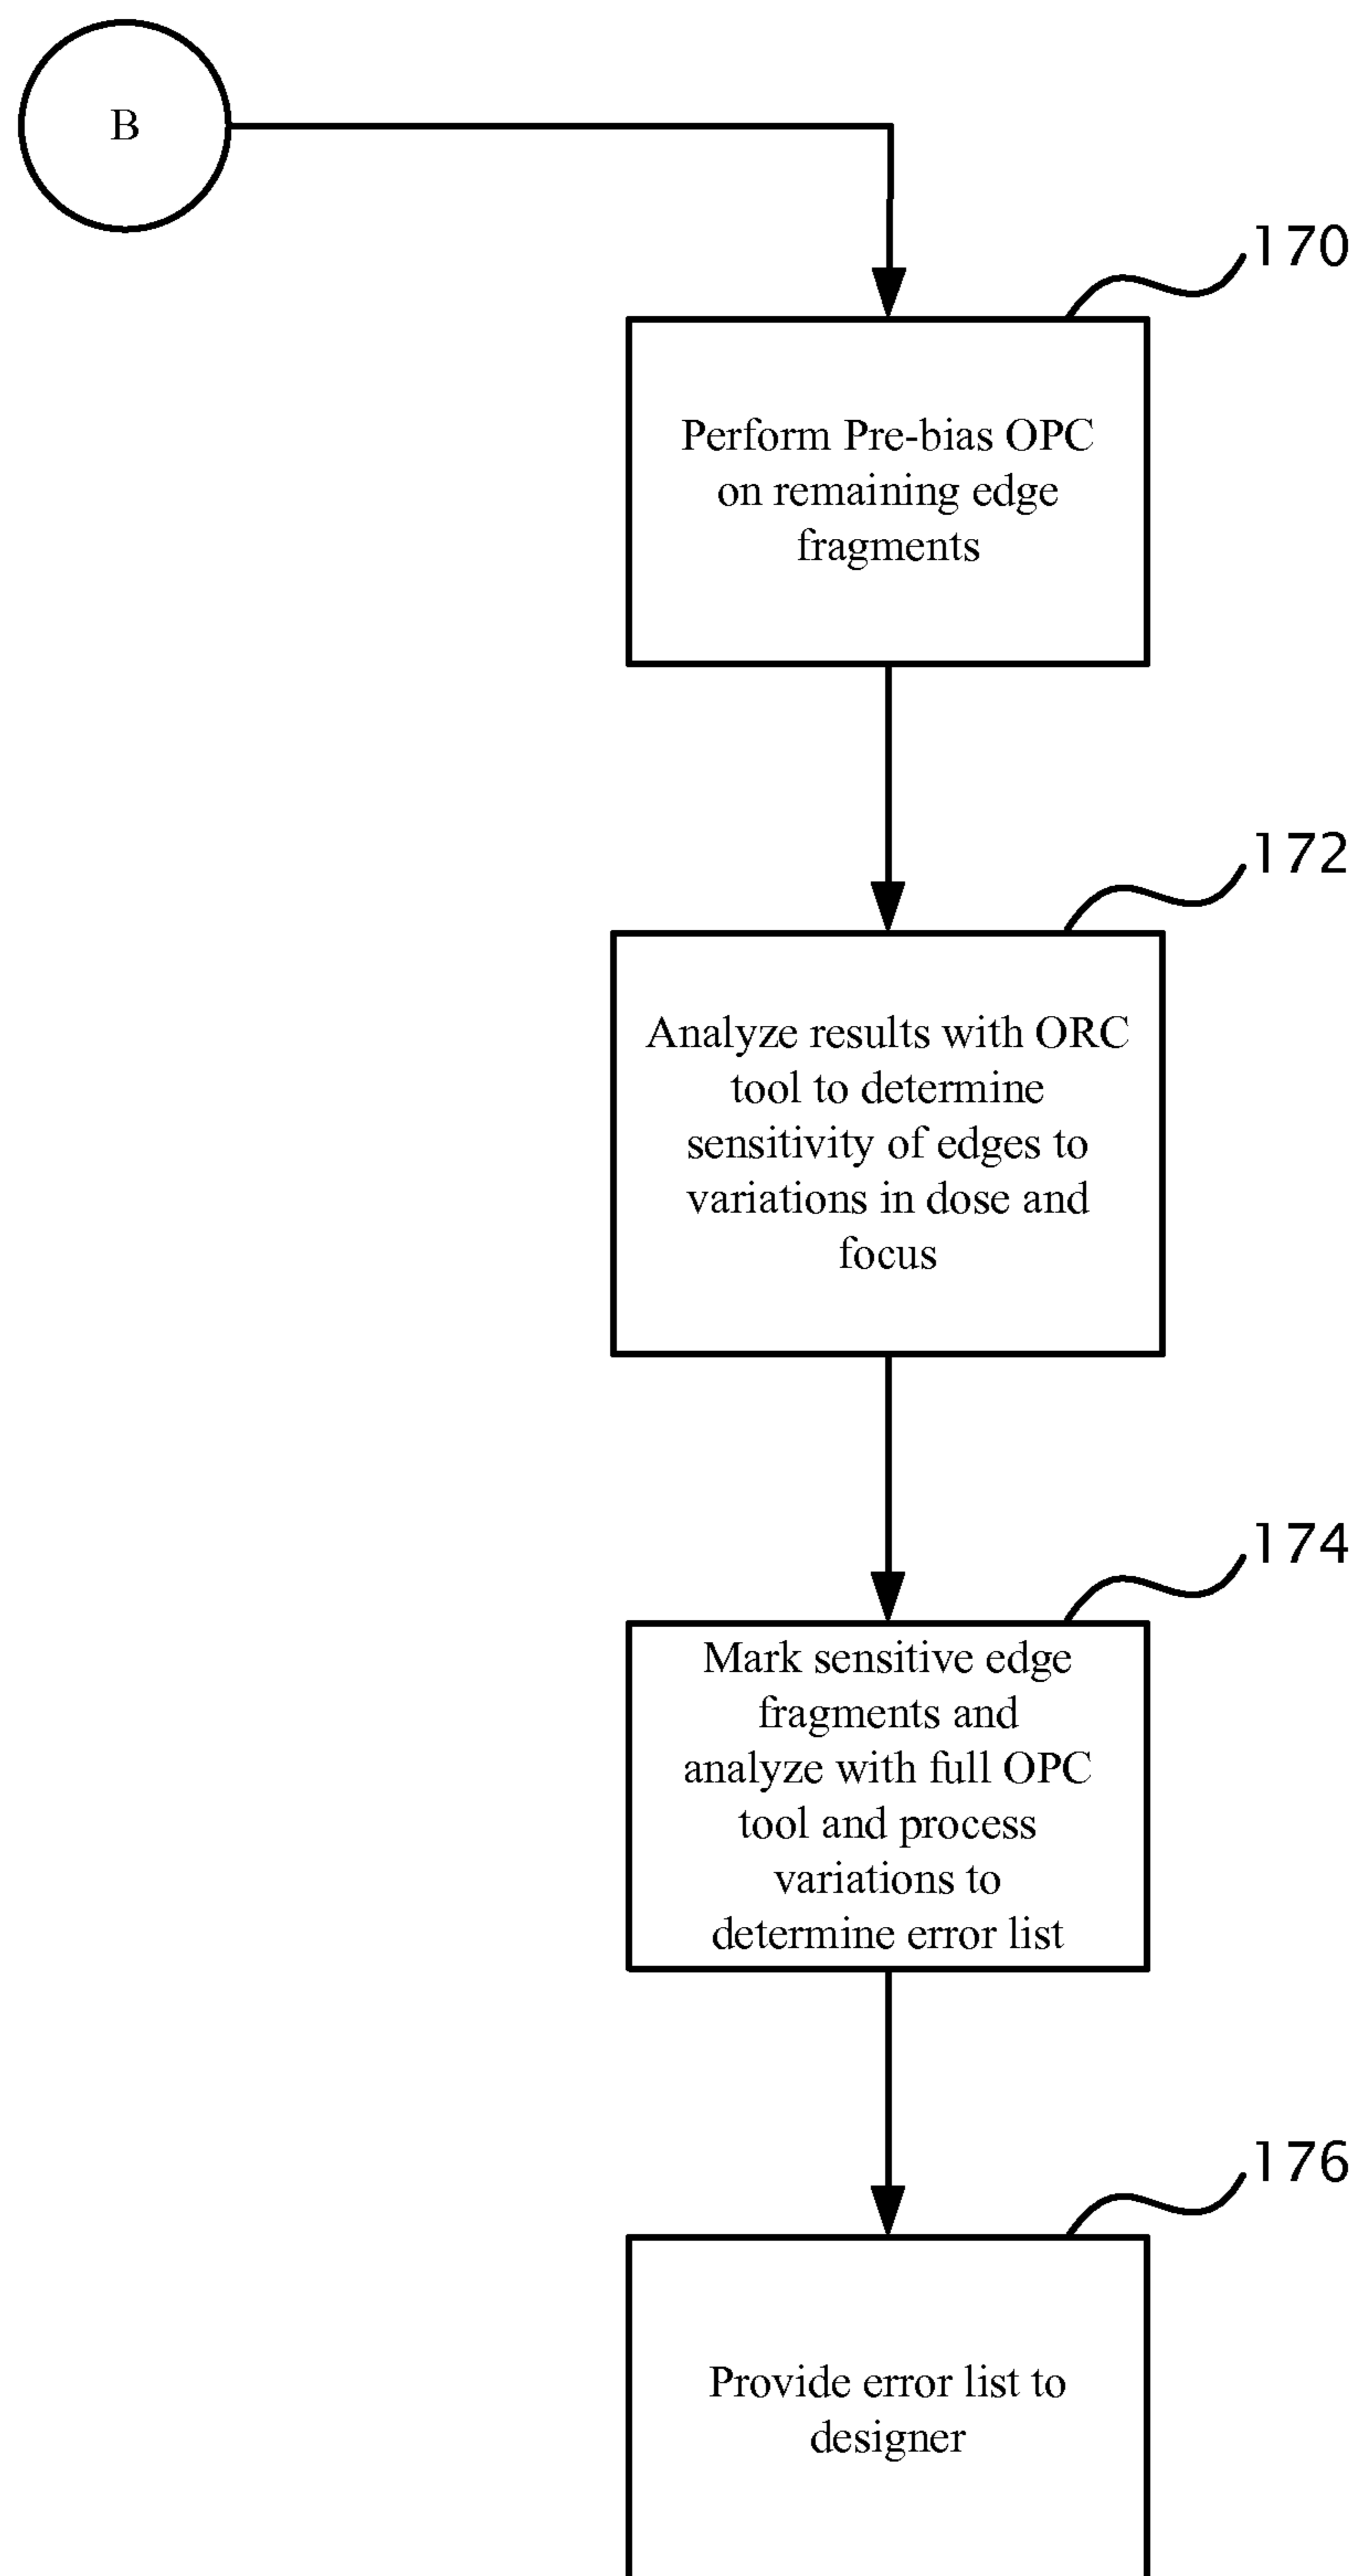 B
170
Perform Pre-bias OPC
on remaining edge
fragments
172
Analyze results with ORC
tool to determine
sensitivity of edges to
variations in dose and
focus
174
Mark sensitive edge
fragments and
analyze with full OPC
tool and process
variations to
determine error list
176
Provide error list to
designer